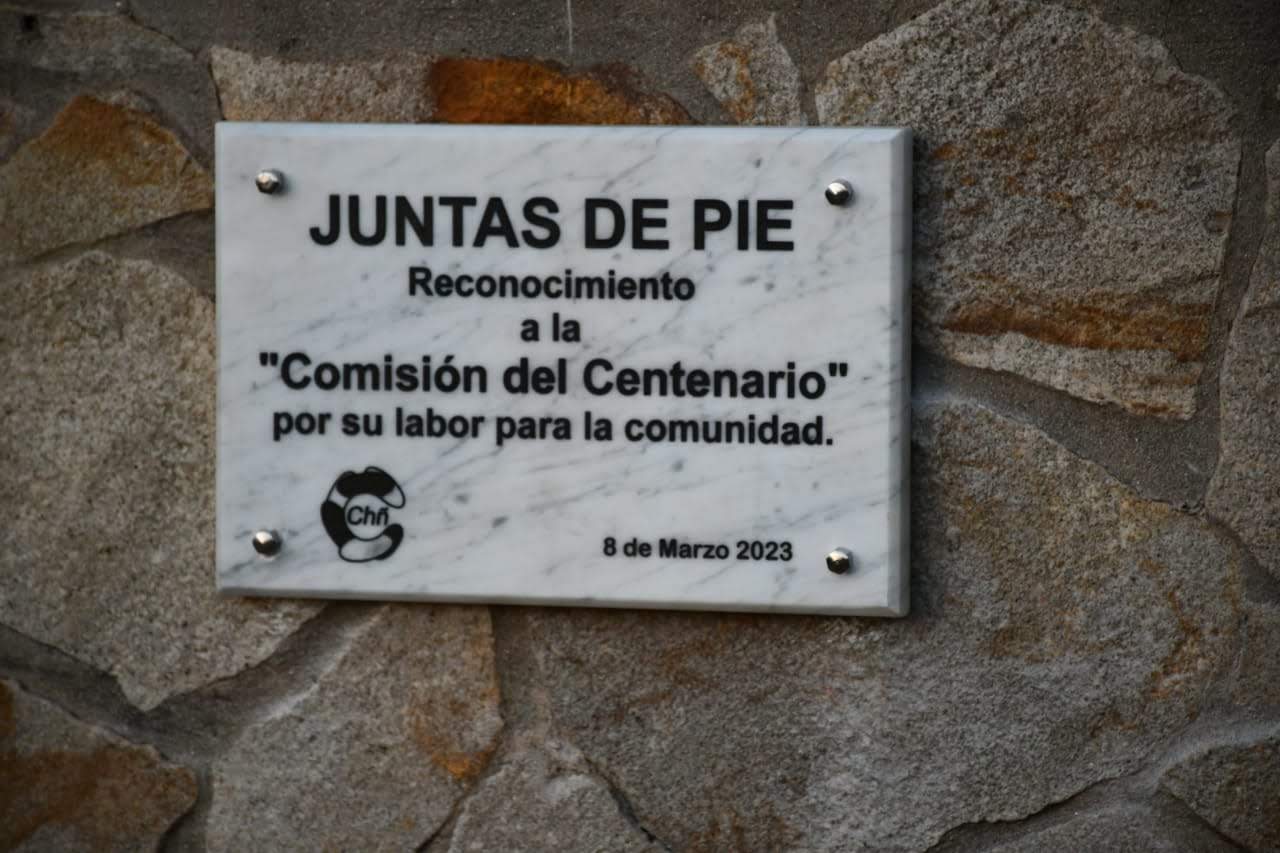 JUNTAS DE PIE
Reconocimiento
a la
"Comisión del Centenario"
por su labor para la comunidad.
Chñ
8 de Marzo 2023